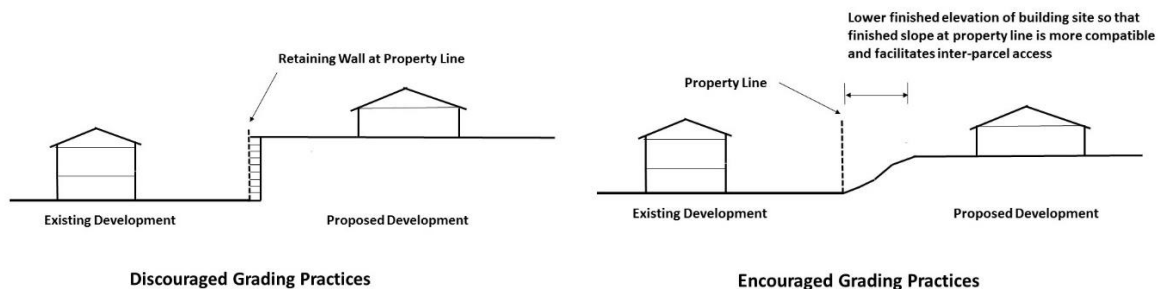 Retaining Wall at Property Line
Existing Development
Proposed Development
Discouraged Grading Practices
Lower finished elevation of building site so that
finished slope at property line is more compatible
and facilitates inter-parcel access
Property Line
Existing Development
Proposed Development
Encouraged Grading Practices